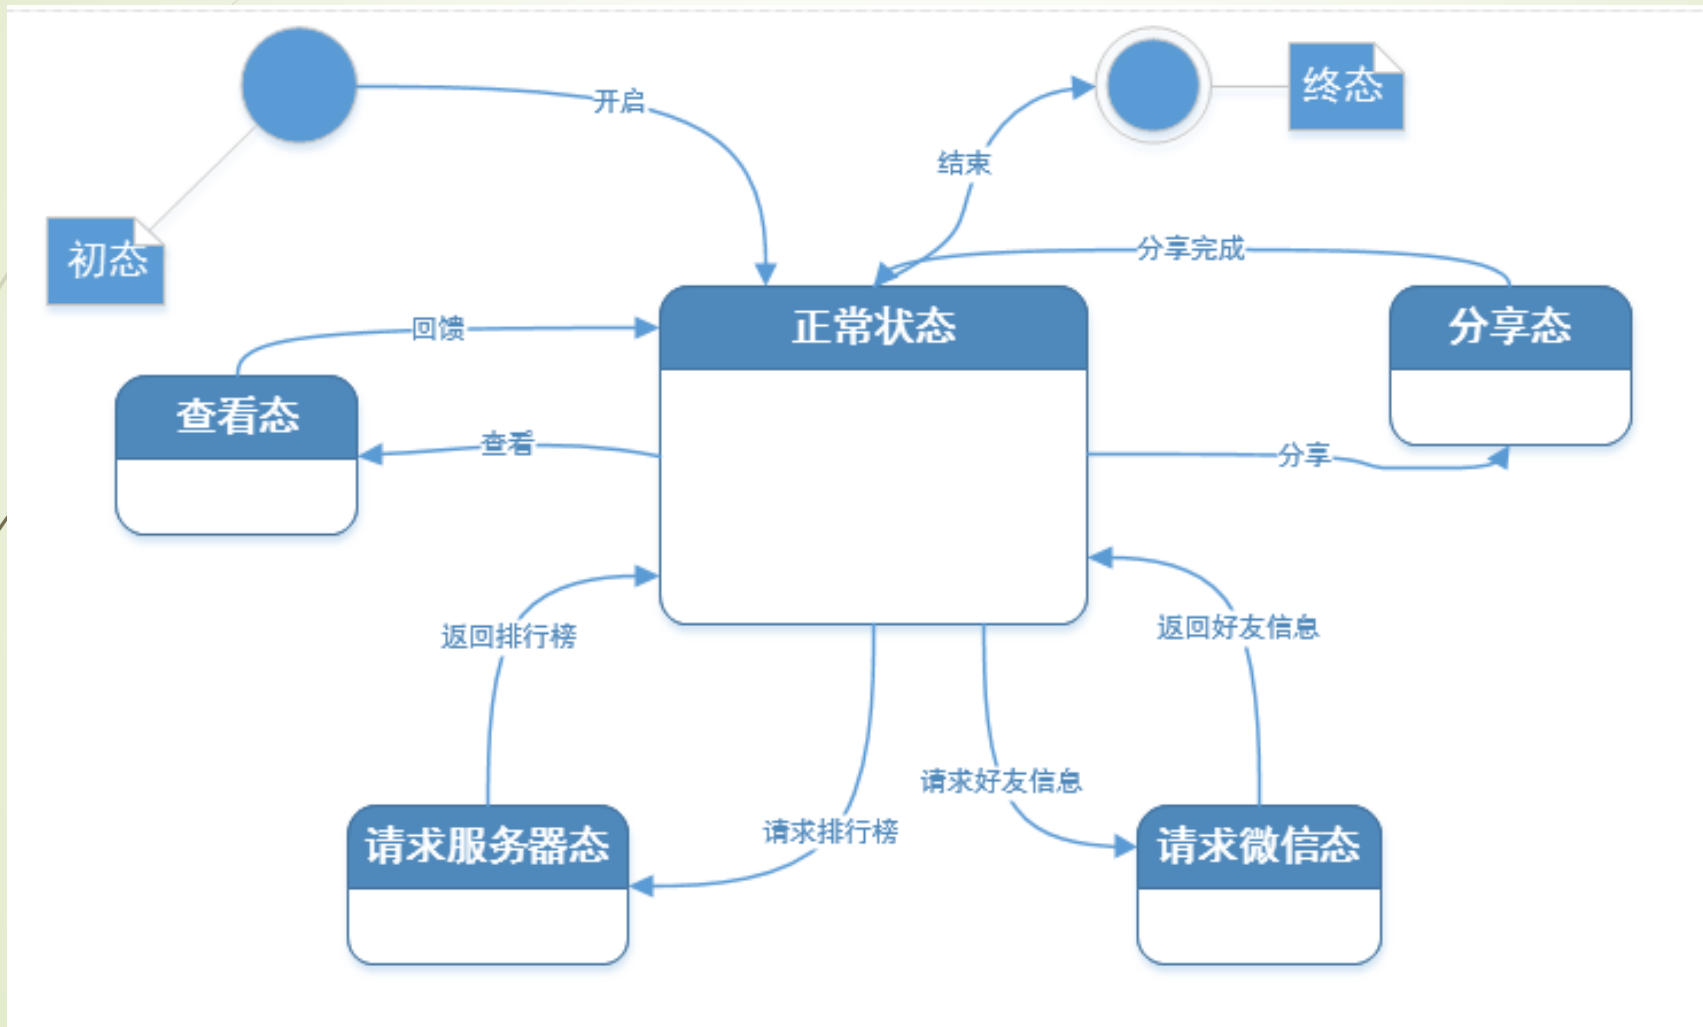 开启
终态
结束
初态
分享完成
回馈
正常状态
分享态
查看态
查看
分享
返回排行榜
返回好友信息
请求好友信息
请求排行榜
请求服务器态
请求微信态